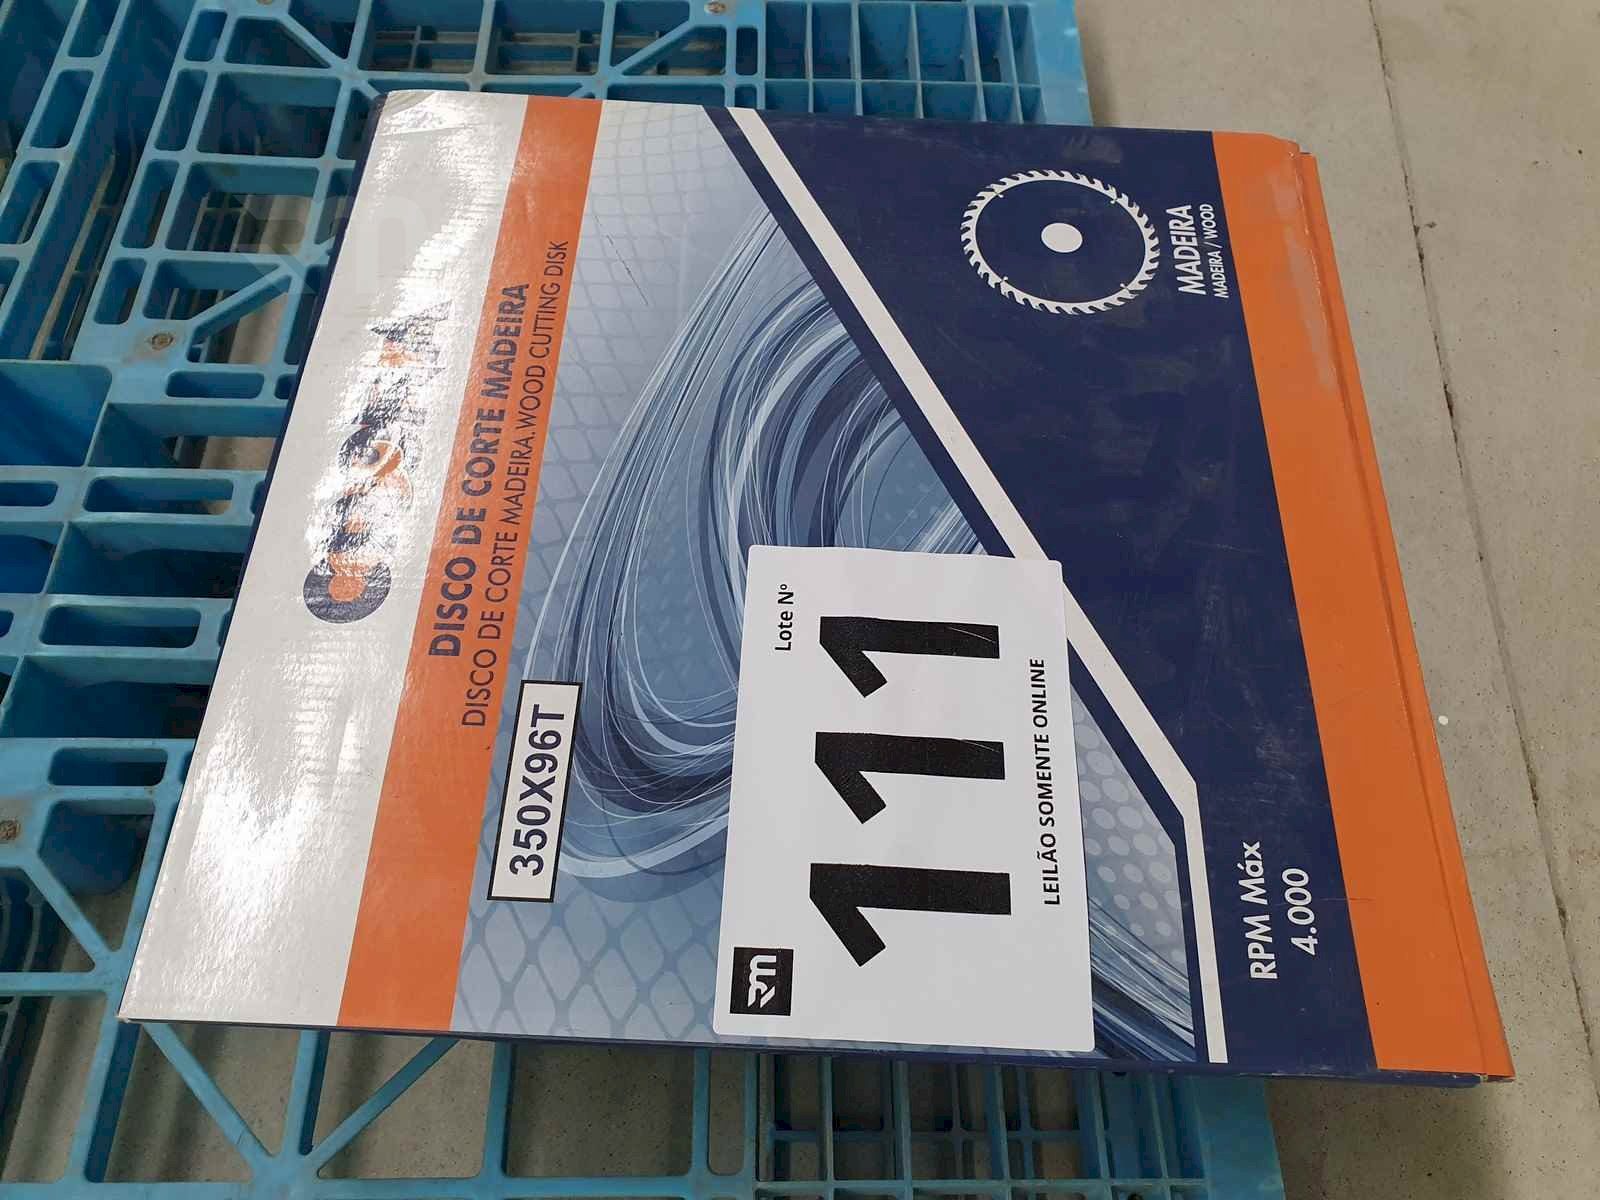 DISCO DE CORTE MADEIRA
DISCO DE CORTE MADEIRA.WOOD CUTTING DISK
350X96T
MADEIRA
MADEIRA / WOOD
RPM Máx
4.000
Lote Nº
111
LEILÃO SOMENTE ONLINE